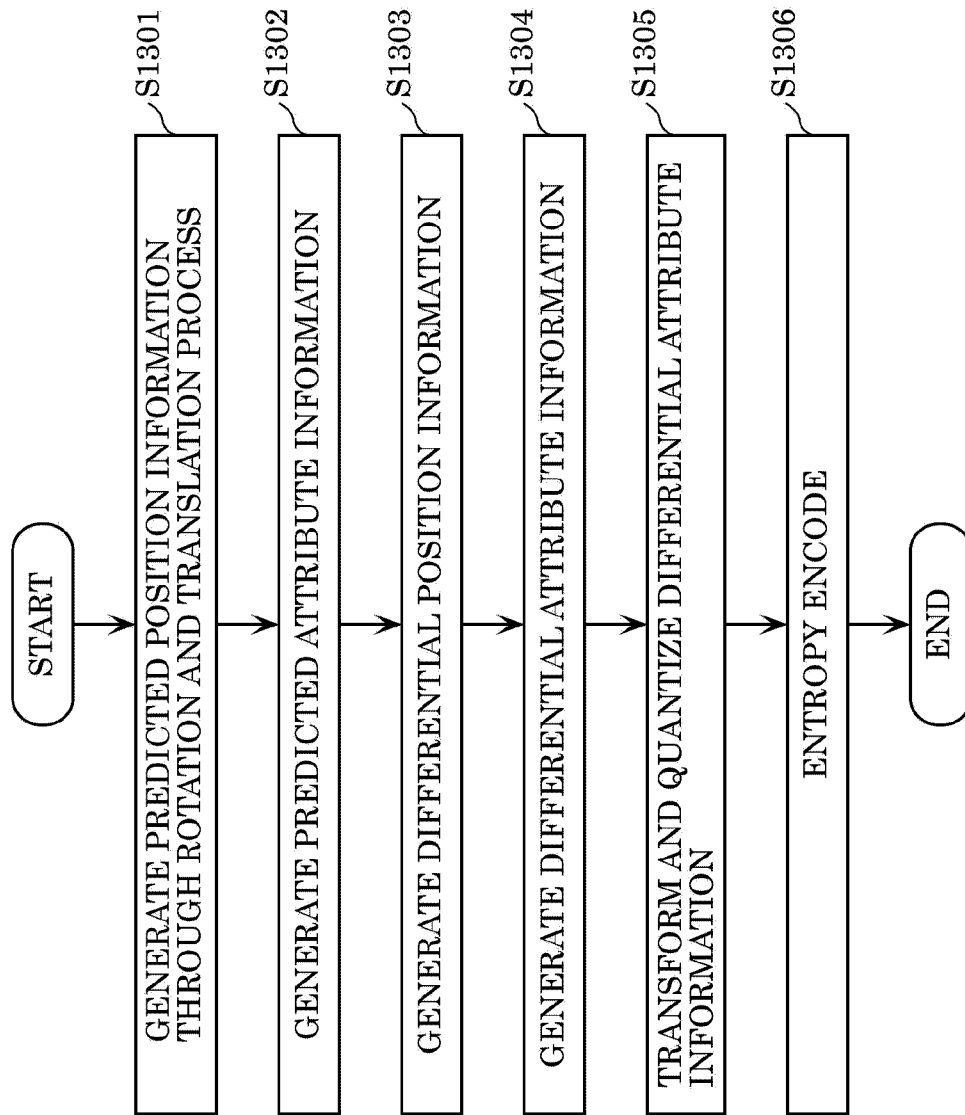 START
GENERATE PREDICTED POSITION INFORMATION
THROUGH ROTATION AND TRANSLATION PROCESS
S1301
GENERATE PREDICTED ATTRIBUTE INFORMATION
S1302
GENERATE DIFFERENTIAL POSITION INFORMATION
S1303
GENERATE DIFFERENTIAL ATTRIBUTE INFORMATION
S1304
TRANSFORM AND QUANTIZE DIFFERENTIAL ATTRIBUTE
INFORMATION
S1305
ENTROPY ENCODE
S1306
END